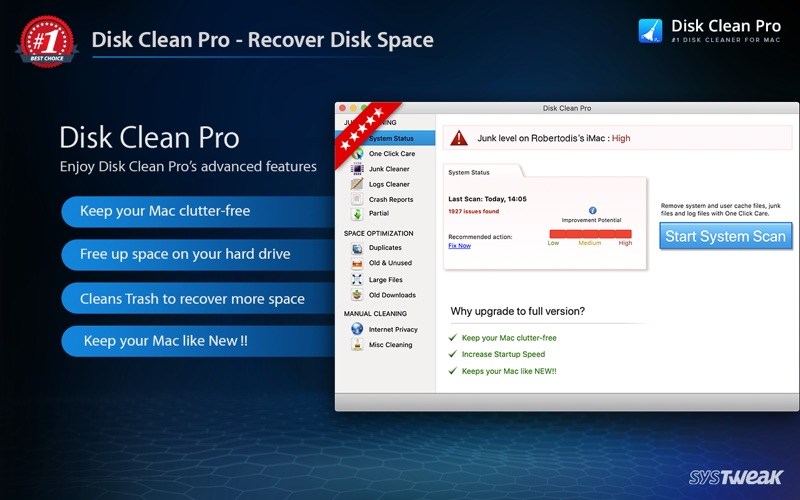 #1
BEST CHOICE
Disk Clean Pro - Recover Disk Space
Disk Clean Pro
#1 DISK CLEANER FOR MAC
Disk Clean Pro
Enjoy Disk Clean Pro's advanced features
Keep your Mac clutter-free
Free up space on your hard drive
Cleans Trash to recover more space
Keep your Mac like New !!
Disk Clean Pro
System Status
One Click Care
Junk Cleaner
Logs Cleaner
Crash Reports
Partial
SPACE OPTIMIZATION
Duplicates
Old & Unused
Large Files
Old Downloads
MANUAL CLEANING
Internet Privacy
Misc Cleaning
Junk level on Robertodis's iMac : High
System Status
Last Scan: Today, 14:05
1927 issues found
Recommended action:
Fix Now
Improvement Potential
Low Medium High
Remove system and user cache files, junk
files and log files with One Click Care.
Start System Scan
Why upgrade to full version?
Keep your Mac clutter-free
Increase Startup Speed
Keeps your Mac like NEW!!
SYSTWEAK